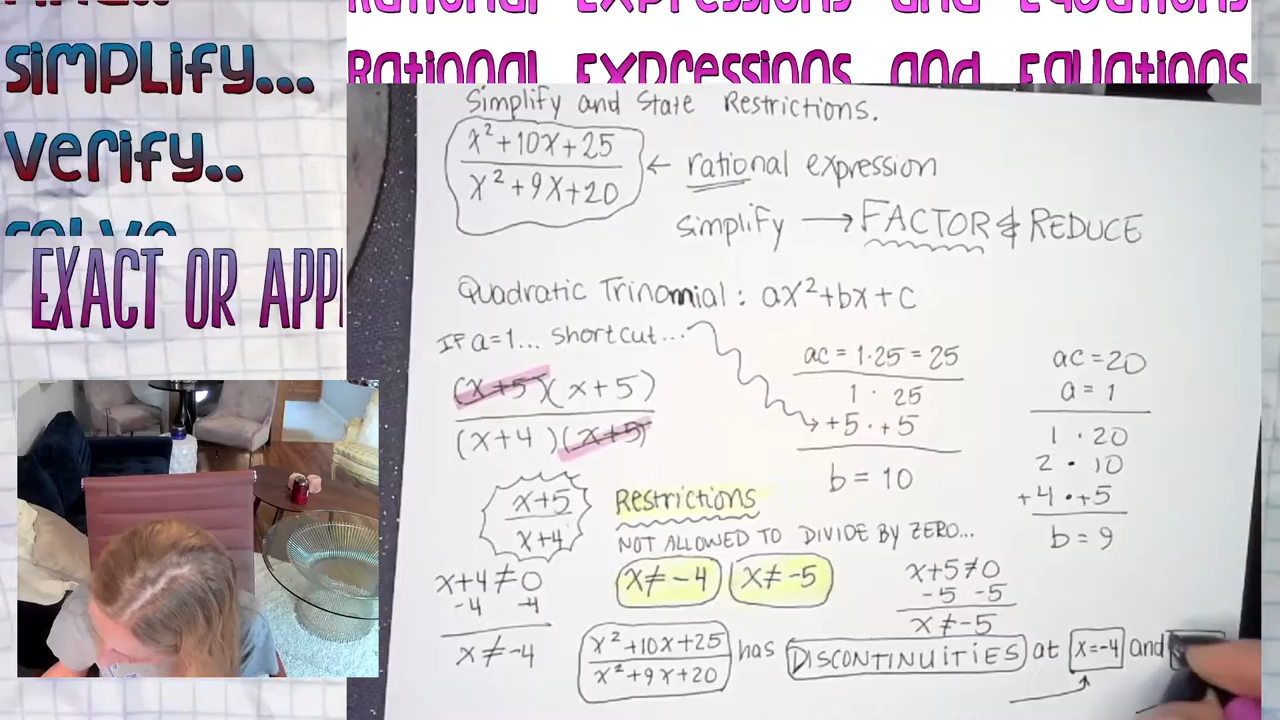 Rational Expressions and Equations
simplify...
Rational Expressions and Equations
verify..
solve
EXACT OR APP
Simplify and State Restrictions.
x²+10x+25
x²+9x+20
← rational expression
simplify → FACTOR & REDUCE
Quadratic Trinomial: ax²+bx+c
IF a=1... shortcut...
(x+5)(x+5)
(x+4)(x+5)
ac = 1·25 = 25
1 · 25
+5 · +5
b = 10
ac = 20
a = 1
1 · 20
2 · 10
+4 · +5
b = 9
x+5
x+4
Restrictions
NOT ALLOWED TO DIVIDE BY ZERO...
x≠-4 x≠-5
x+4≠0
-4 -4
x≠-4
x+5≠0
-5 -5
x≠-5
x²+10x+25
x²+9x+20
has DISCONTINUITIES at x=-4 and